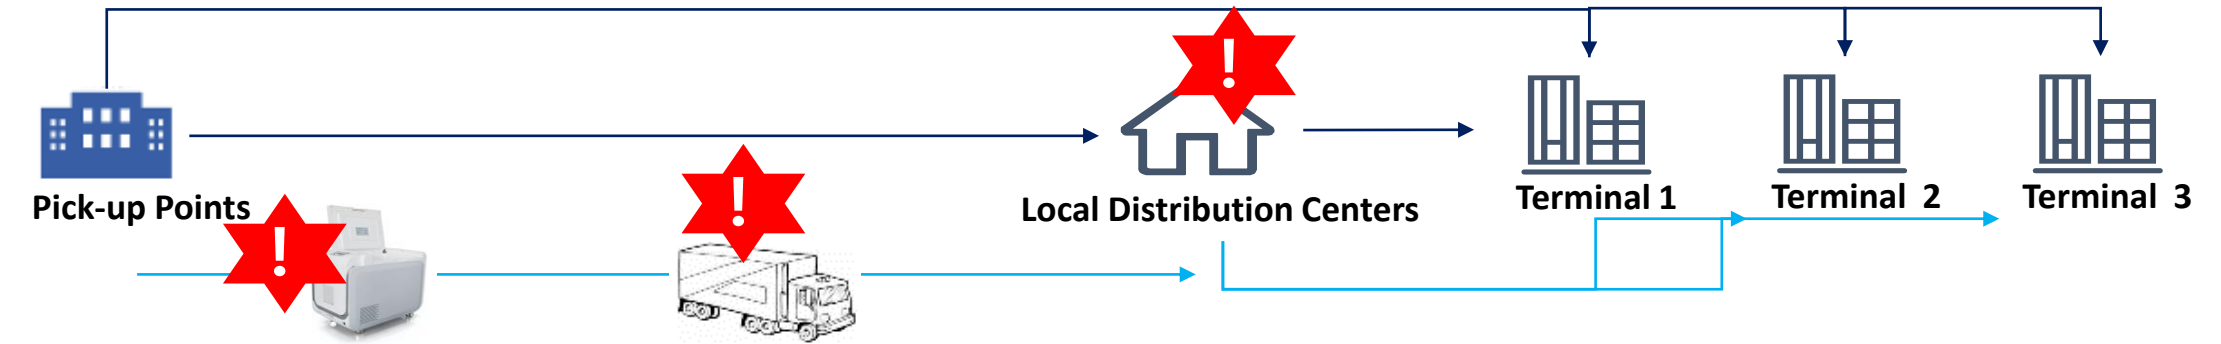 !
!
!
Pick-up Points
Local Distribution Centers
Terminal 1
Terminal 2
Terminal 3